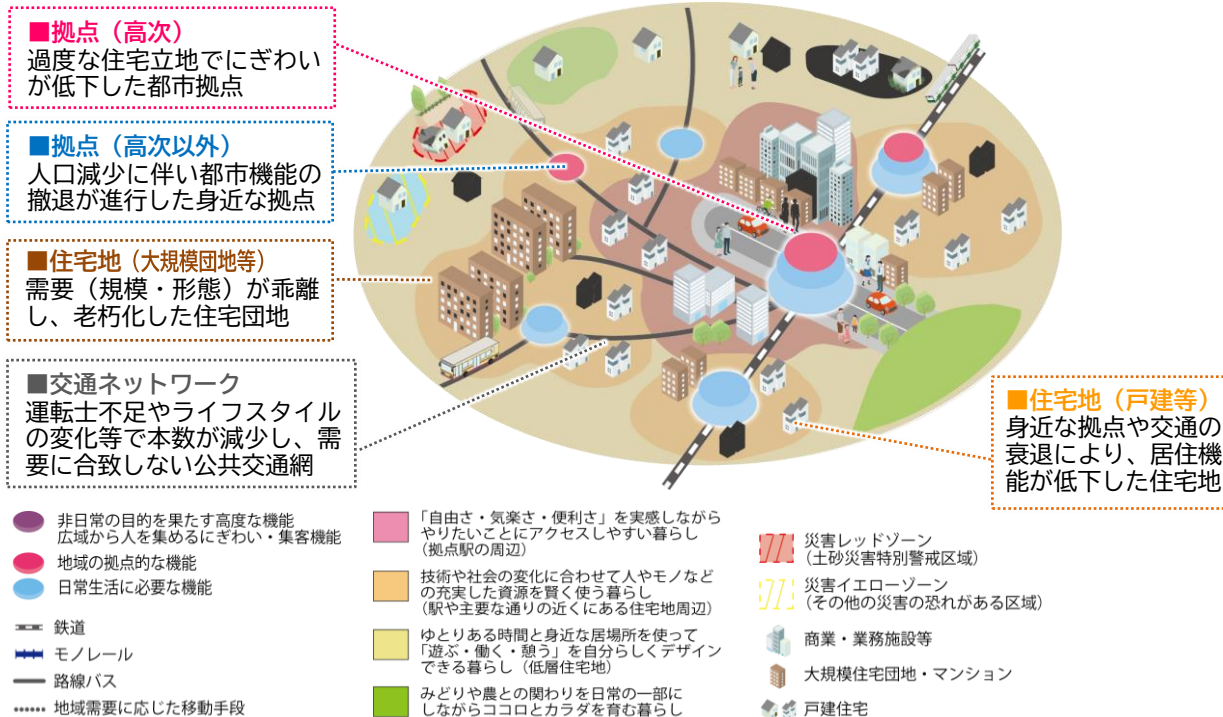 ■拠点（高次）
過度な住宅立地でにぎわい
が低下した都市拠点
■拠点（高次以外）
人口減少に伴い都市機能の
撤退が進行した身近な拠点
■住宅地（大規模団地等）
需要（規模・形態）が乖離
し、老朽化した住宅団地
■交通ネットワーク
運転士不足やライフスタイル
の変化等で本数が減少し、需
要に合致しない公共交通網
■住宅地（戸建等）
身近な拠点や交通の
衰退により、居住機
能が低下した住宅地
非日常の目的を果たす高度な機能
広域から人を集めるにぎわい・集客機能
地域の拠点的な機能
日常生活に必要な機能
鉄道
モノレール
路線バス
地域需要に応じた移動手段
「自由さ・気楽さ・便利さ」を実感しながら
やりたいことにアクセスしやすい暮らし
（拠点駅の周辺）
技術や社会の変化に合わせて人やモノなど
の充実した資源を賢く使う暮らし
（駅や主要な通りの近くにある住宅地周辺）
ゆとりある時間と身近な居場所を使って
「遊ぶ・働く・憩う」を自分らしくデザイン
できる暮らし（低層住宅地）
みどりや農との関わりを日常の一部に
しながらココロとカラダを育む暮らし
災害レッドゾーン
（土砂災害特別警戒区域）
災害イエローゾーン
（その他の災害の恐れがある区域）
商業・業務施設等
大規模住宅団地・マンション
戸建住宅